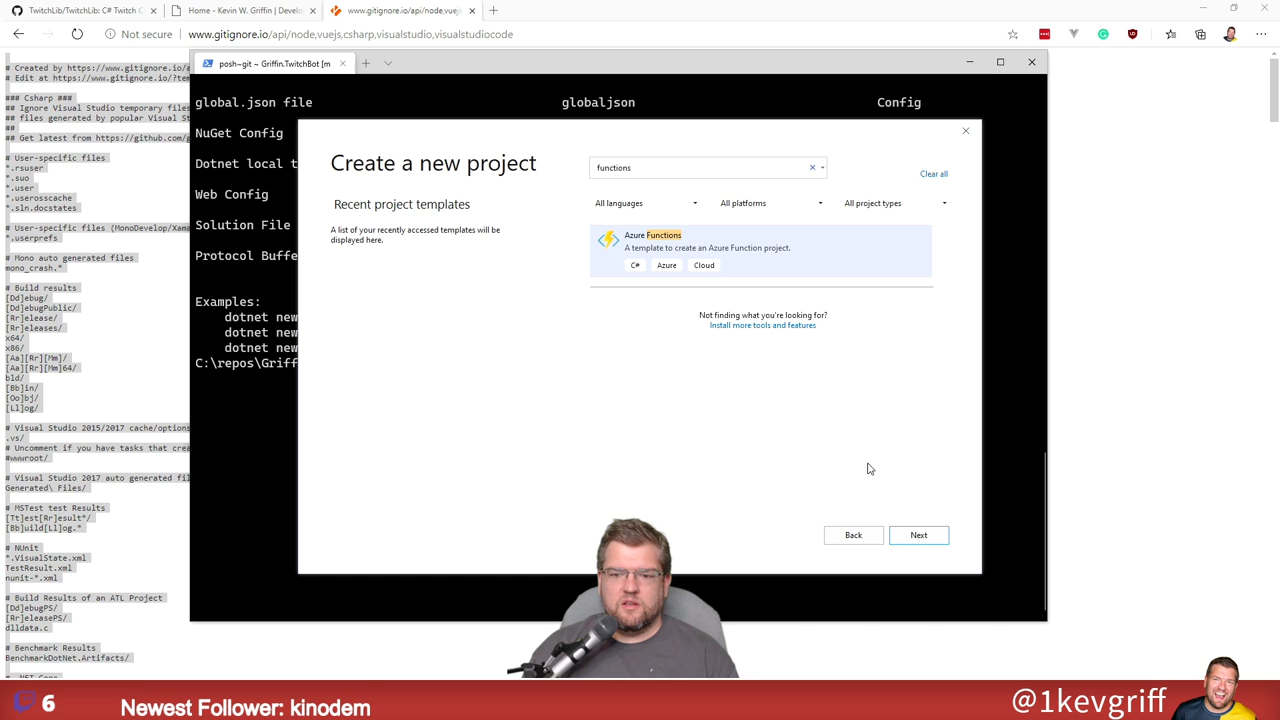 TwitchLib/TwitchLib: C# Twitch C
Home - Kevin W. Griffin | Develo
www.gitignore.io/api/node,vuejs,
Not secure
www.gitignore.io/api/node,vuejs,csharp,visualstudio,visualstudiocode
# Created by https://www.gitignore.io/a
# Edit at https://www.gitignore.io/?tem
### Csharp ###
## Ignore Visual Studio temporary files
## files generated by popular Visual St
##
## Get latest from https://github.com/g
# User-specific files
*.rsuser
*.suo
*.user
*.userosscache
*.sln.docstates
# User-specific files (MonoDevelop/Xama
*.userprefs
# Mono auto generated files
mono_crash.*
# Build results
[Dd]ebug/
[Dd]ebugPublic/
[Rr]elease/
[Rr]eleases/
x64/
x86/
[Aa][Rr][Mm]/
[Aa][Rr][Mm]64/
bld/
[Bb]in/
[Oo]bj/
[Ll]og/
# Visual Studio 2015/2017 cache/options
.vs/
# Uncomment if you have tasks that crea
#wwwroot/
# Visual Studio 2017 auto generated fil
Generated\ Files/
# MSTest test Results
[Tt]est[Rr]esult*/
[Bb]uild[Ll]og.*
# NUnit
*.VisualState.xml
TestResult.xml
nunit-*.xml
# Build Results of an ATL Project
[Dd]ebugPS/
[Rr]eleasePS/
dlldata.c
# Benchmark Results
BenchmarkDotNet.Artifacts/
posh~git ~ Griffin.TwitchBot [m
global.json file globaljson Config
NuGet Config
Dotnet local t
Web Config
Solution File
Protocol Buffe
Examples:
dotnet new
dotnet new
dotnet new
C:\repos\Griff
Create a new project
functions
Clear all
Recent project templates
A list of your recently accessed templates will be
displayed here.
All languages
All platforms
All project types
Azure Functions
A template to create an Azure Function project.
C# Azure Cloud
Not finding what you're looking for?
Install more tools and features
Back
Next
6
Newest Follower: kinodem
@1kevgriff